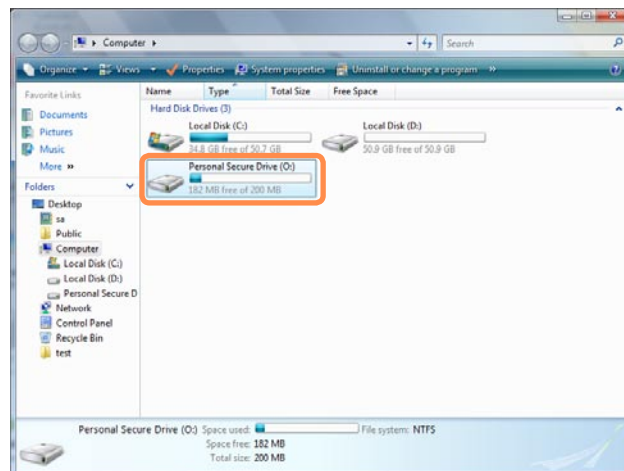 Computer
Search
Organize Views Properties System properties Uninstall or change a program »
Favorite Links
Documents
Pictures
Music
More »
Folders
Desktop
sa
Public
Computer
Local Disk (C:)
Local Disk (D:)
Personal Secure D
Network
Control Panel
Recycle Bin
test
Name Type Total Size Free Space
Hard Disk Drives (3)
Local Disk (C:)
34.8 GB free of 50.7 GB
Local Disk (D:)
50.9 GB free of 50.9 GB
Personal Secure Drive (O:)
182 MB free of 200 MB
Personal Secure Drive (O:) Space used: File system: NTFS
Space free: 182 MB
Total size: 200 MB